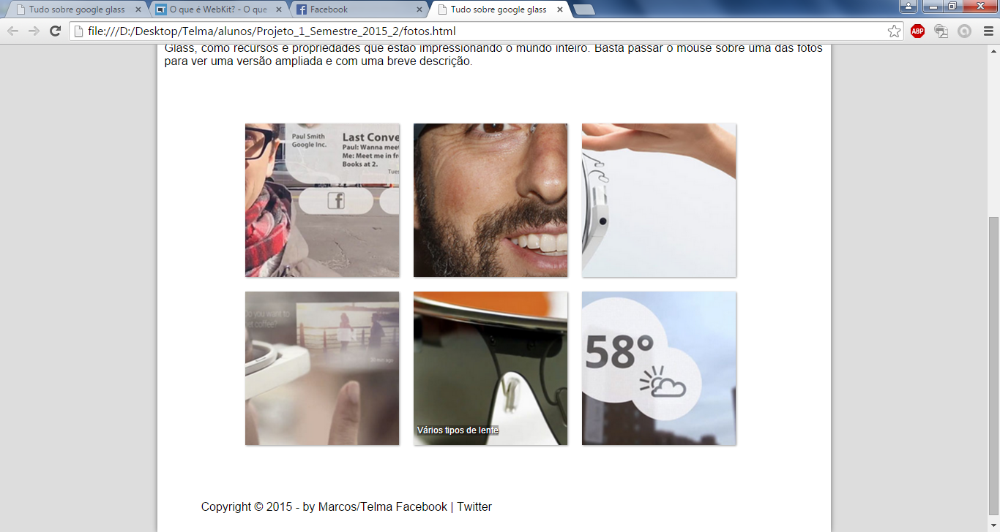 Tudo sobre google glass
O que é WebKit? - O que
Facebook
Tudo sobre google glass
file:///D:/Desktop/Telma/alunos/Projeto_1_Semestre_2015_2/fotos.html
ABP
Glass, como recursos e propriedades que estão impressionando o mundo inteiro. Basta passar o mouse sobre uma das fotos
para ver uma versão ampliada e com uma breve descrição.
Paul Smith
Google Inc.
Last Conve
Paul: Wanna meet
Me: Meet me in fr
Books at 2.
Tues
f
o you want to
et coffee?
30 min ago
Vários tipos de lente
58°
Copyright © 2015 - by Marcos/Telma Facebook | Twitter